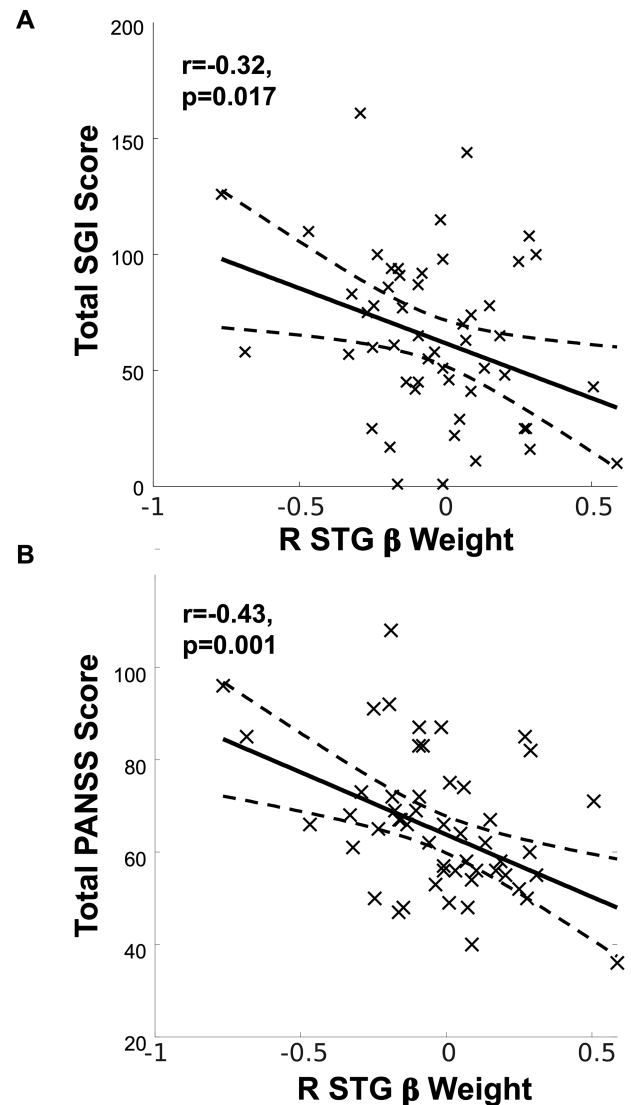 A
200
r=-0.32,
p=0.017
150
100
50
0
Total SGI Score
-1 -0.5 0 0.5
R STG β Weight
B
r=-0.43,
p=0.001
100
80
60
40
20
Total PANSS Score
-1 -0.5 0 0.5
R STG β Weight